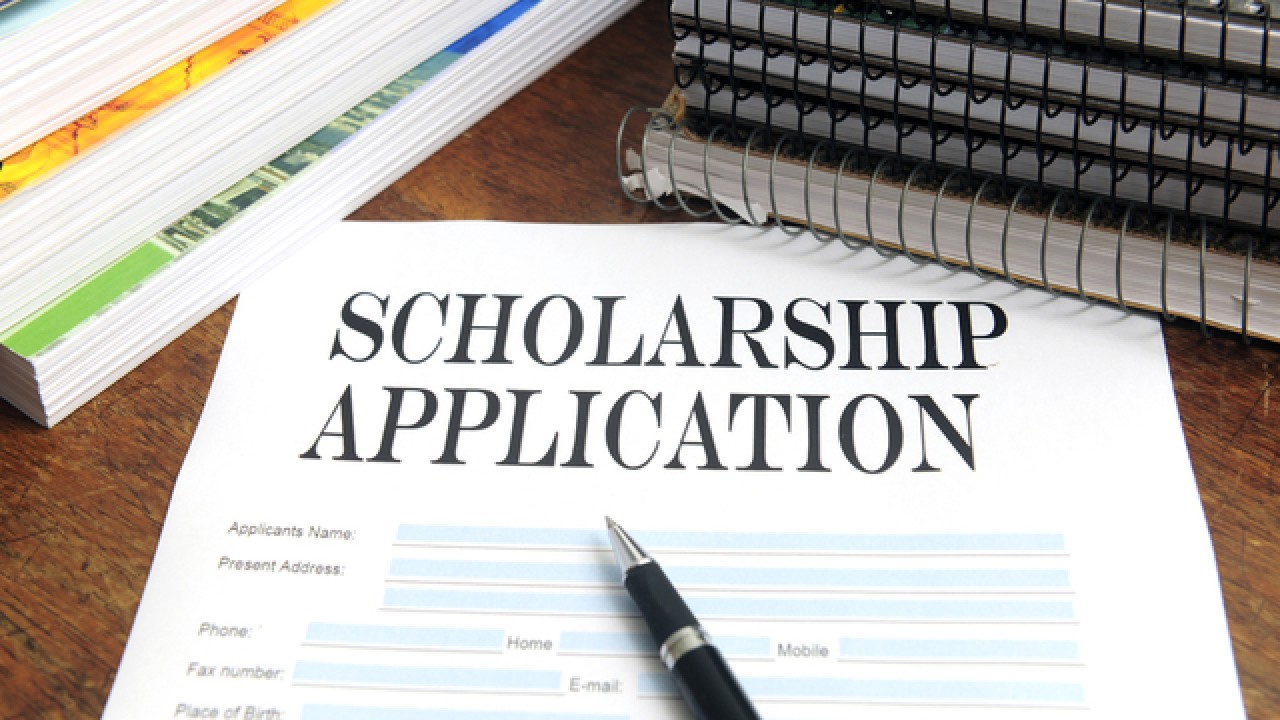 SCHOLARSHIP
APPLICATION
Applicants Name:
Present Address:
Phone: Home Mobile
Fax number: E-mail:
Place of Birth: